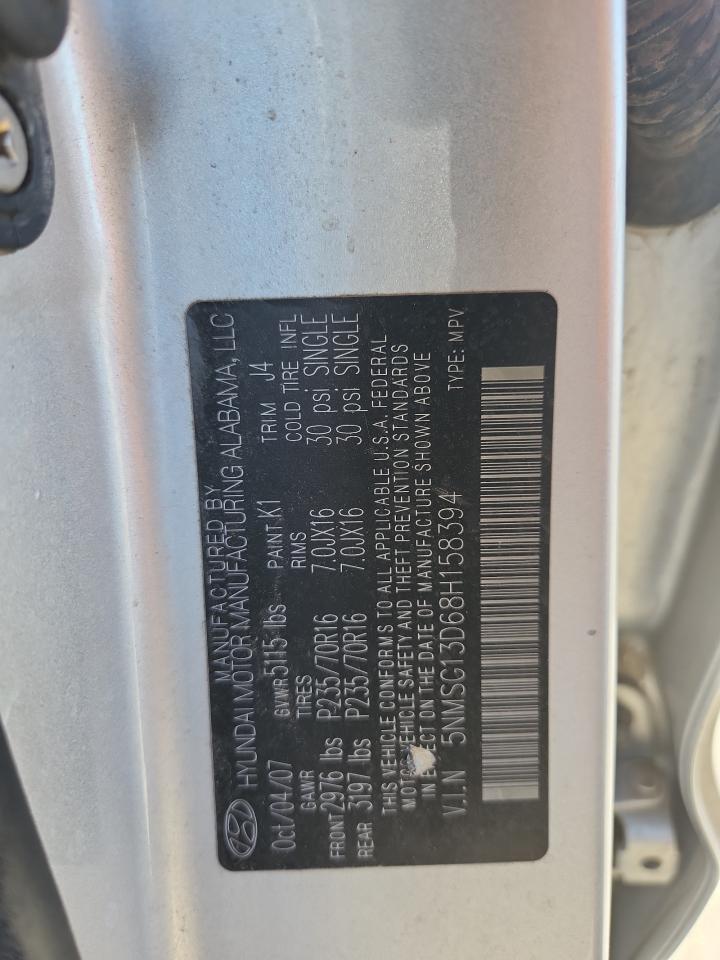 MANUFACTURED BY
HYUNDAI MOTOR MANUFACTURING ALABAMA, LLC
Oct/04/07 GVWR 5115 lbs PAINT K1 TRIM J4
GAWR TIRES RIMS COLD TIRE INFL
FRONT 2976 lbs P235/70R16 7.0JX16 30 psi SINGLE
REAR 3197 lbs P235/70R16 7.0JX16 30 psi SINGLE
THIS VEHICLE CONFORMS TO ALL APPLICABLE U.S.A. FEDERAL
MOTOR VEHICLE SAFETY AND THEFT PREVENTION STANDARDS
IN EFFECT ON THE DATE OF MANUFACTURE SHOWN ABOVE
V.I.N 5NMSG13D68H158394 TYPE: MPV